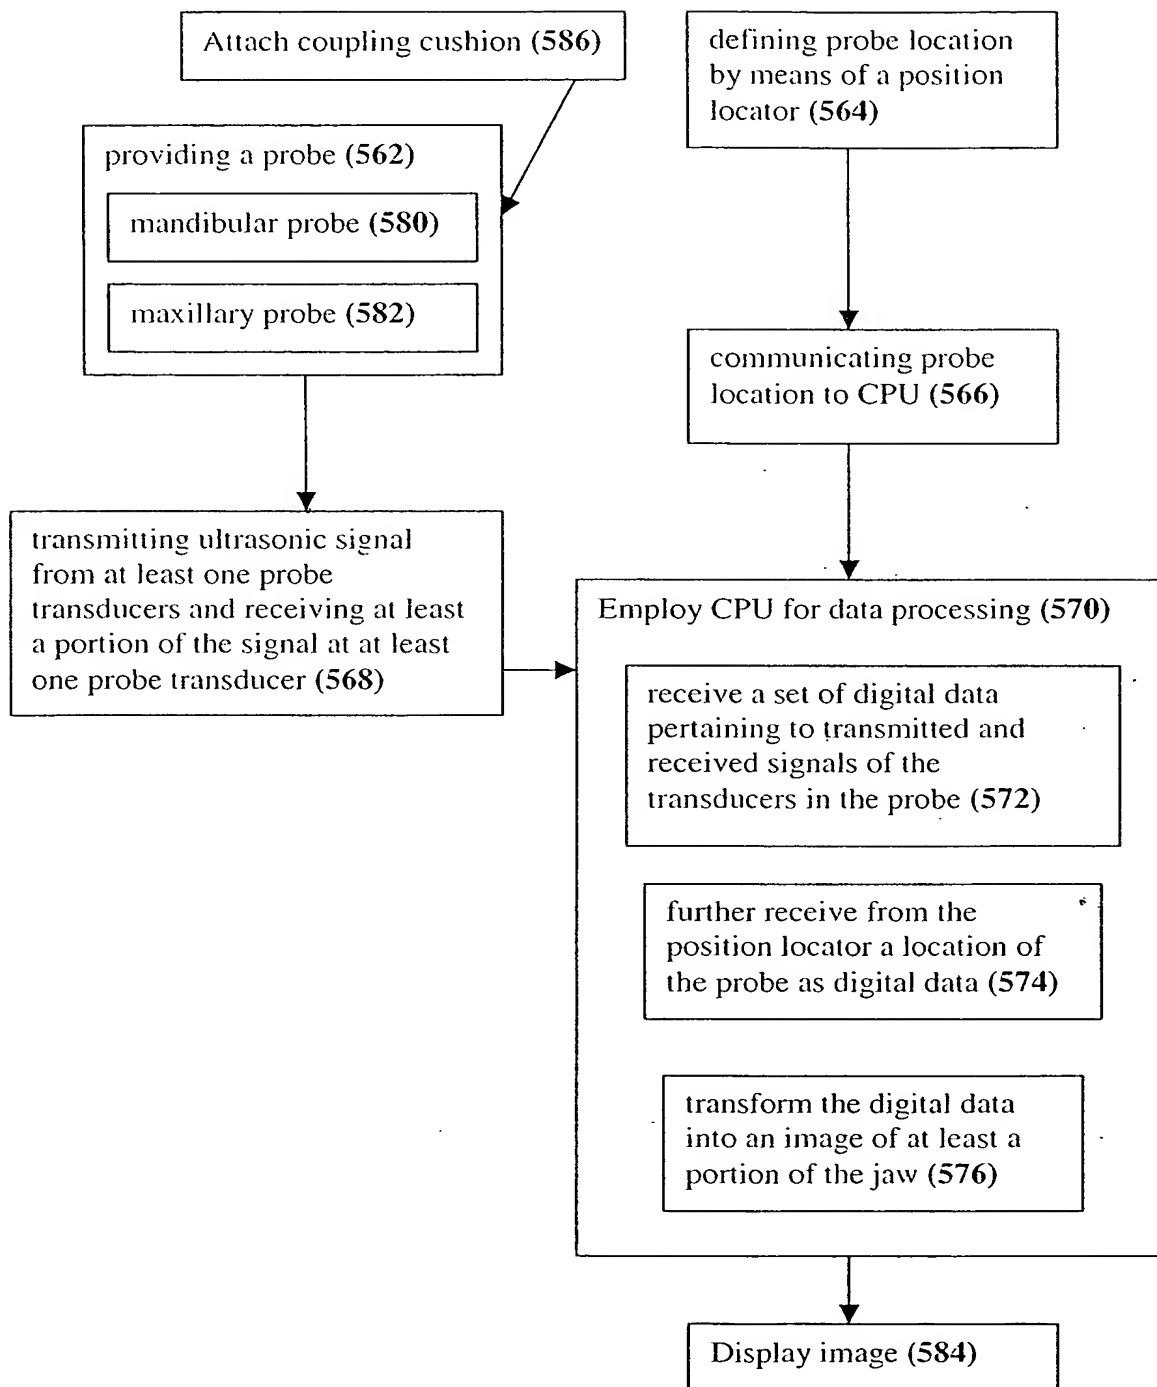 Attach coupling cushion (586)
defining probe location
by means of a position
locator (564)
providing a probe (562)
mandibular probe (580)
maxillary probe (582)
communicating probe
location to CPU (566)
transmitting ultrasonic signal
from at least one probe
transducers and receiving at least
a portion of the signal at at least
one probe transducer (568)
Employ CPU for data processing (570)
receive a set of digital data
pertaining to transmitted and
received signals of the
transducers in the probe (572)
further receive from the
position locator a location of
the probe as digital data (574)
transform the digital data
into an image of at least a
portion of the jaw (576)
Display image (584)